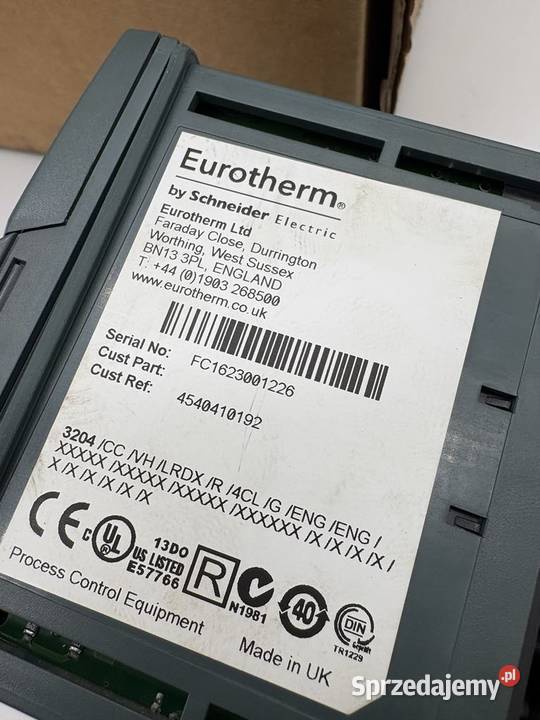 Eurotherm®
by Schneider Electric
Eurotherm Ltd
Faraday Close, Durrington
Worthing, West Sussex
BN13 3PL, ENGLAND
T: +44 (0)1903 268500
www.eurotherm.co.uk
Serial No: FC1623001226
Cust Part:
Cust Ref: 4540410192
3204 /CC /VH /LRDX /R /4CL /G /ENG /ENG /
XXXXX /XXXXX /XXXXX /XXXXXX /X /X /X /X /
X /X /X /X /X /X
CE C UL US LISTED 13DO E57766 R N1981 40 DIN Geprüft TR1229
Process Control Equipment Made in UK
Sprzedajemy.pl